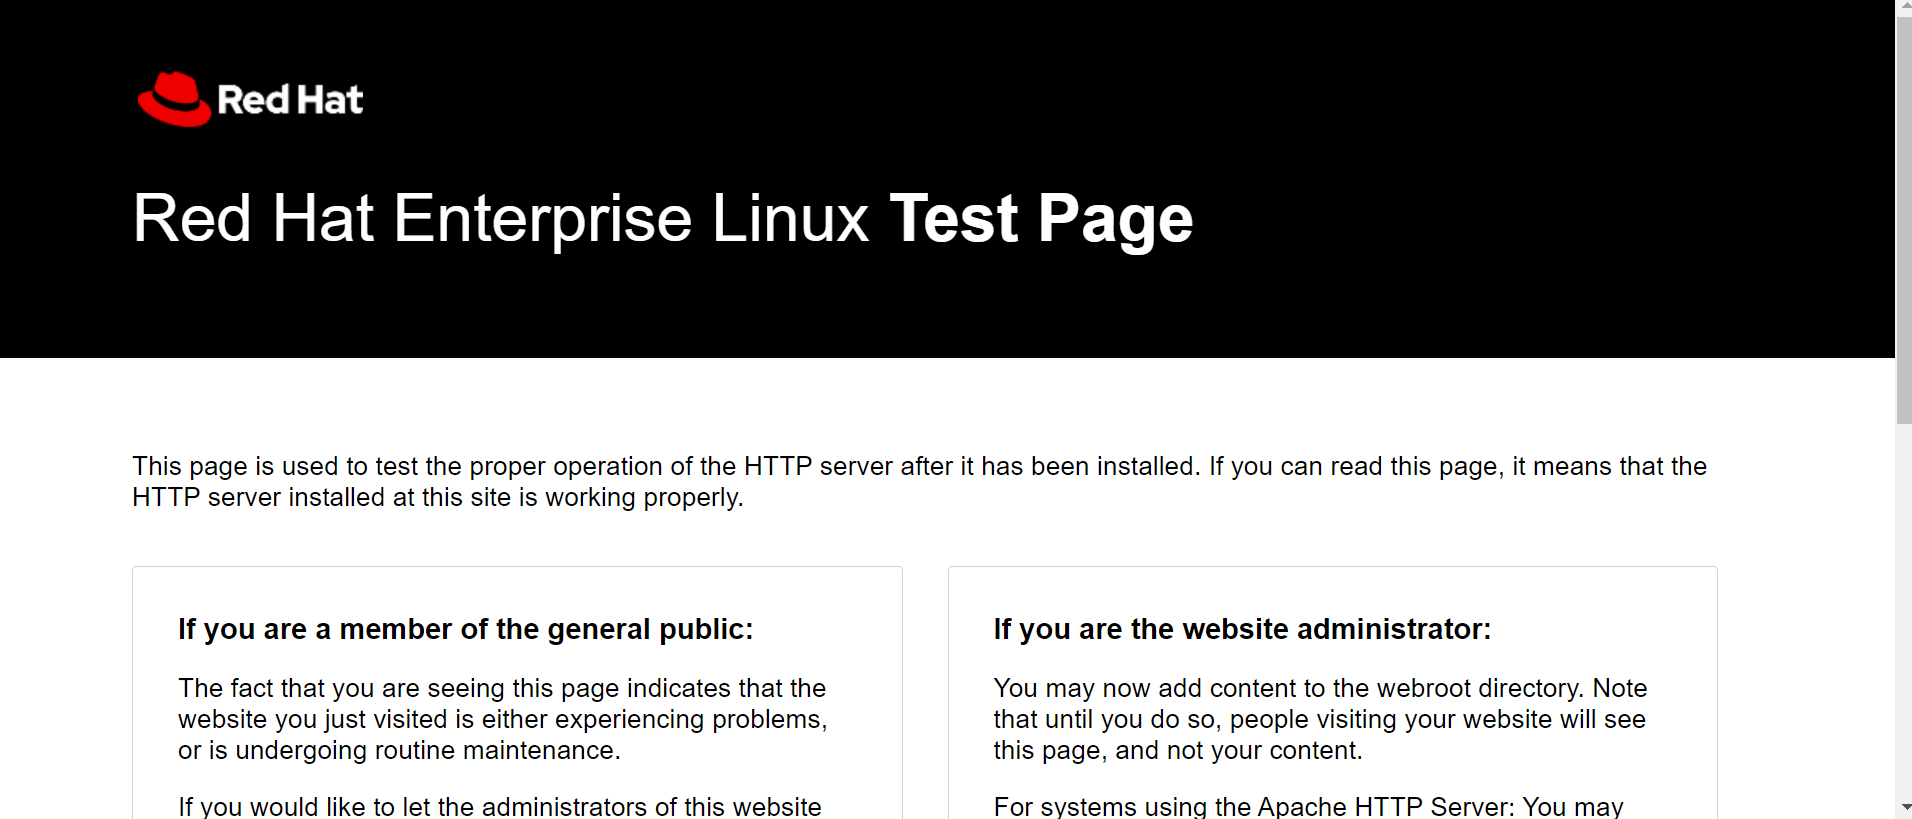 Red Hat
Red Hat Enterprise Linux Test Page
This page is used to test the proper operation of the HTTP server after it has been installed. If you can read this page, it means that the
HTTP server installed at this site is working properly.
If you are a member of the general public:
The fact that you are seeing this page indicates that the
website you just visited is either experiencing problems,
or is undergoing routine maintenance.
If you would like to let the administrators of this website
If you are the website administrator:
You may now add content to the webroot directory. Note
that until you do so, people visiting your website will see
this page, and not your content.
For systems using the Apache HTTP Server: You may